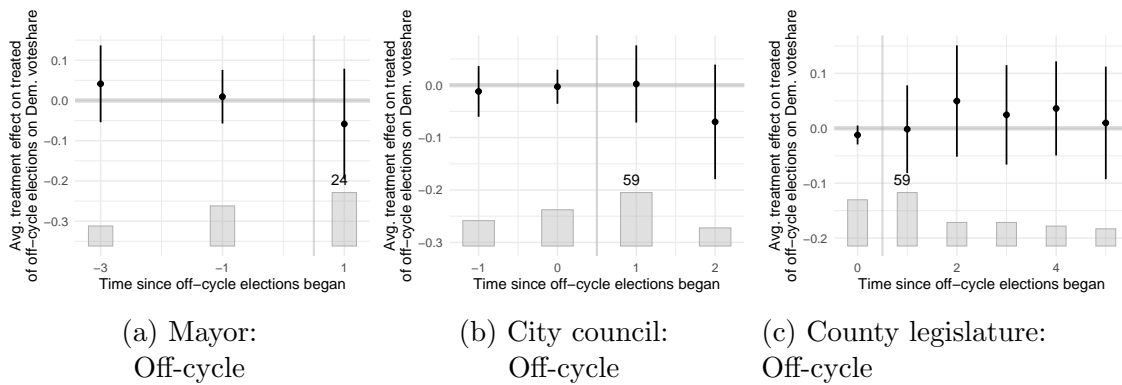 Avg. treatment effect on treated
of off−cycle elections on Dem. voteshare
0.1
0.0
−0.1
−0.2
−0.3
24
−3
−1
1
Time since off−cycle elections began
(a) Mayor:
Off-cycle
Avg. treatment effect on treated
of off−cycle elections on Dem. voteshare
0.0
−0.1
−0.2
−0.3
59
−1
0
1
2
Time since off−cycle elections began
(b) City council:
Off-cycle
Avg. treatment effect on treated
of off−cycle elections on Dem. voteshare
0.1
0.0
−0.1
−0.2
59
0
2
4
Time since off−cycle elections began
(c) County legislature:
Off-cycle